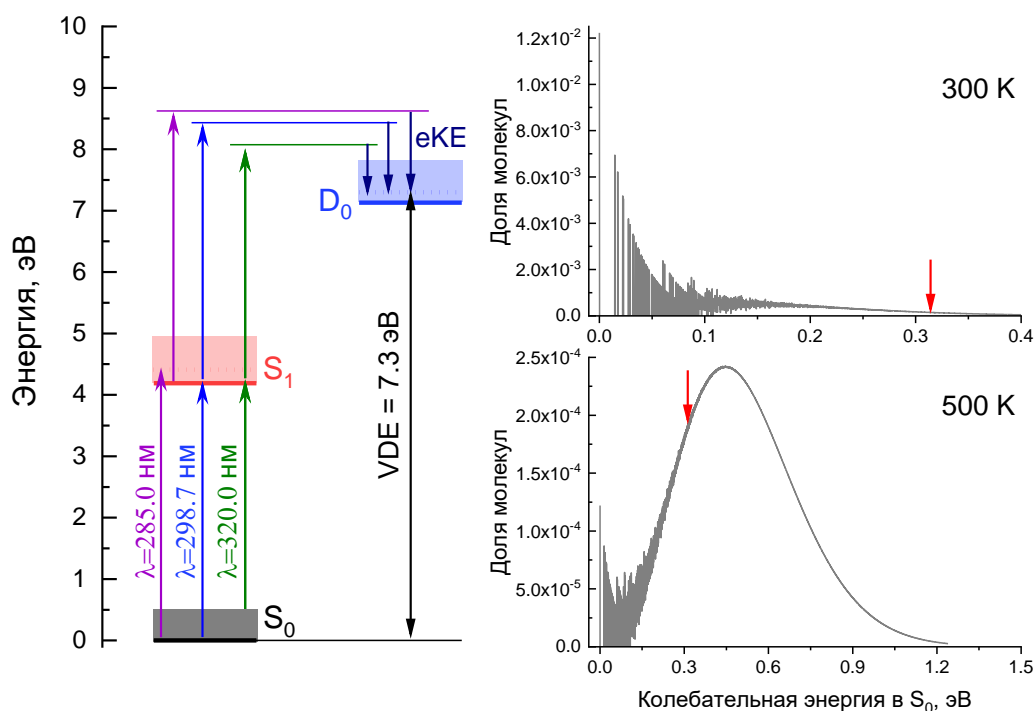 Энергия, эВ
10
9
8
7
6
5
4
3
2
1
0
eKE
D₀
S₁
S₀
VDE = 7.3 эВ
λ=285.0 нм
λ=298.7 нм
λ=320.0 нм
Доля молекул
1.2x10⁻²
1.0x10⁻²
8.0x10⁻³
6.0x10⁻³
4.0x10⁻³
2.0x10⁻³
0.0
300 K
0.0 0.1 0.2 0.3 0.4
Доля молекул
2.5x10⁻⁴
2.0x10⁻⁴
1.5x10⁻⁴
1.0x10⁻⁴
5.0x10⁻⁵
0.0
500 K
0.0 0.3 0.6 0.9 1.2 1.5
Колебательная энергия в S₀, эВ